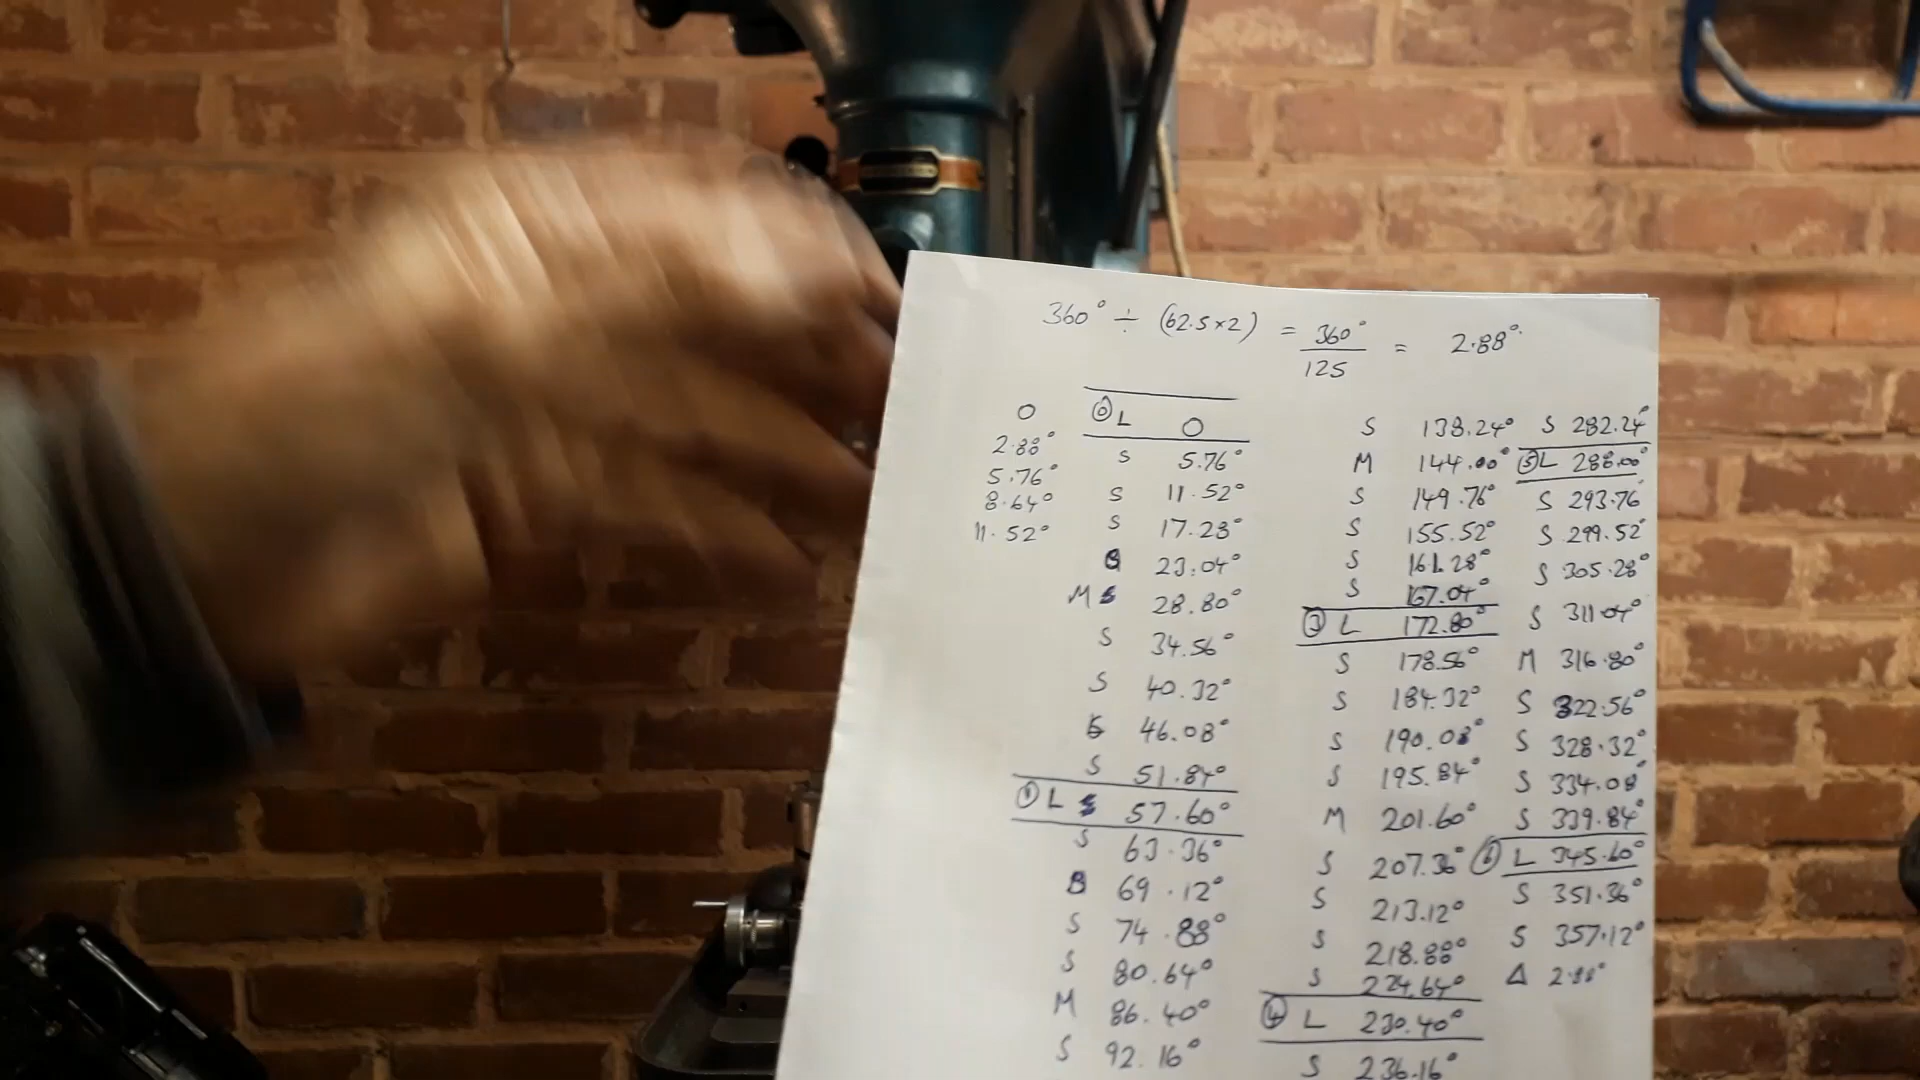 360° ÷ (62.5×2) = 360° / 125 = 2.88°
0
2.88°
5.76°
8.64°
11.52°
⓪ L 0
S 5.76°
S 11.52°
S 17.28°
23.04°
M 28.80°
S 34.56°
S 40.32°
S 46.08°
S 51.84°
① L 57.60°
S 63.36°
69.12°
S 74.88°
S 80.64°
M 86.40°
S 92.16°
S 138.24°
M 144.00°
S 149.76°
S 155.52°
S 161.28°
S 167.04°
③ L 172.80°
S 178.56°
S 184.32°
S 190.08°
S 195.84°
M 201.60°
S 207.36°
S 213.12°
S 218.88°
S 224.64°
④ L 230.40°
S 236.16°
S 282.24°
⑤ L 288.00°
S 293.76°
S 299.52°
S 305.28°
S 311.04°
M 316.80°
S 322.56°
S 328.32°
S 334.08°
S 339.84°
⑥ L 345.60°
S 351.36°
S 357.12°
Δ 2.88°